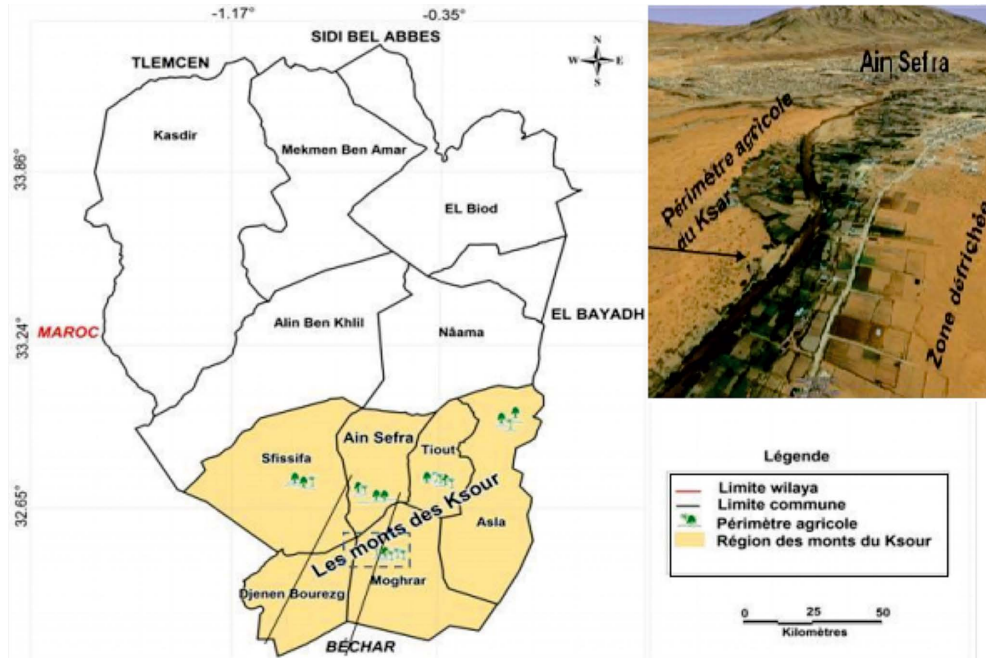 -1.17°
-0.35°
SIDI BEL ABBES
TLEMCEN
N
W E
S
Kasdir
Mekmen Ben Amar
33.86°
EL Biod
EL BAYADH
Alin Ben Khlil
Nâama
MAROC
33.24°
Ain Sefra
Sfissifa
Tiout
32.65°
Asla
Les monts des Ksour
Moghrar
Djenen Bourezg
BÉCHAR
Ain Sefra
Périmètre agricole
du Ksar
Zone défrichée
Légende
Limite wilaya
Limite commune
Périmètre agricole
Région des monts du Ksour
0 25 50
Kilomètres